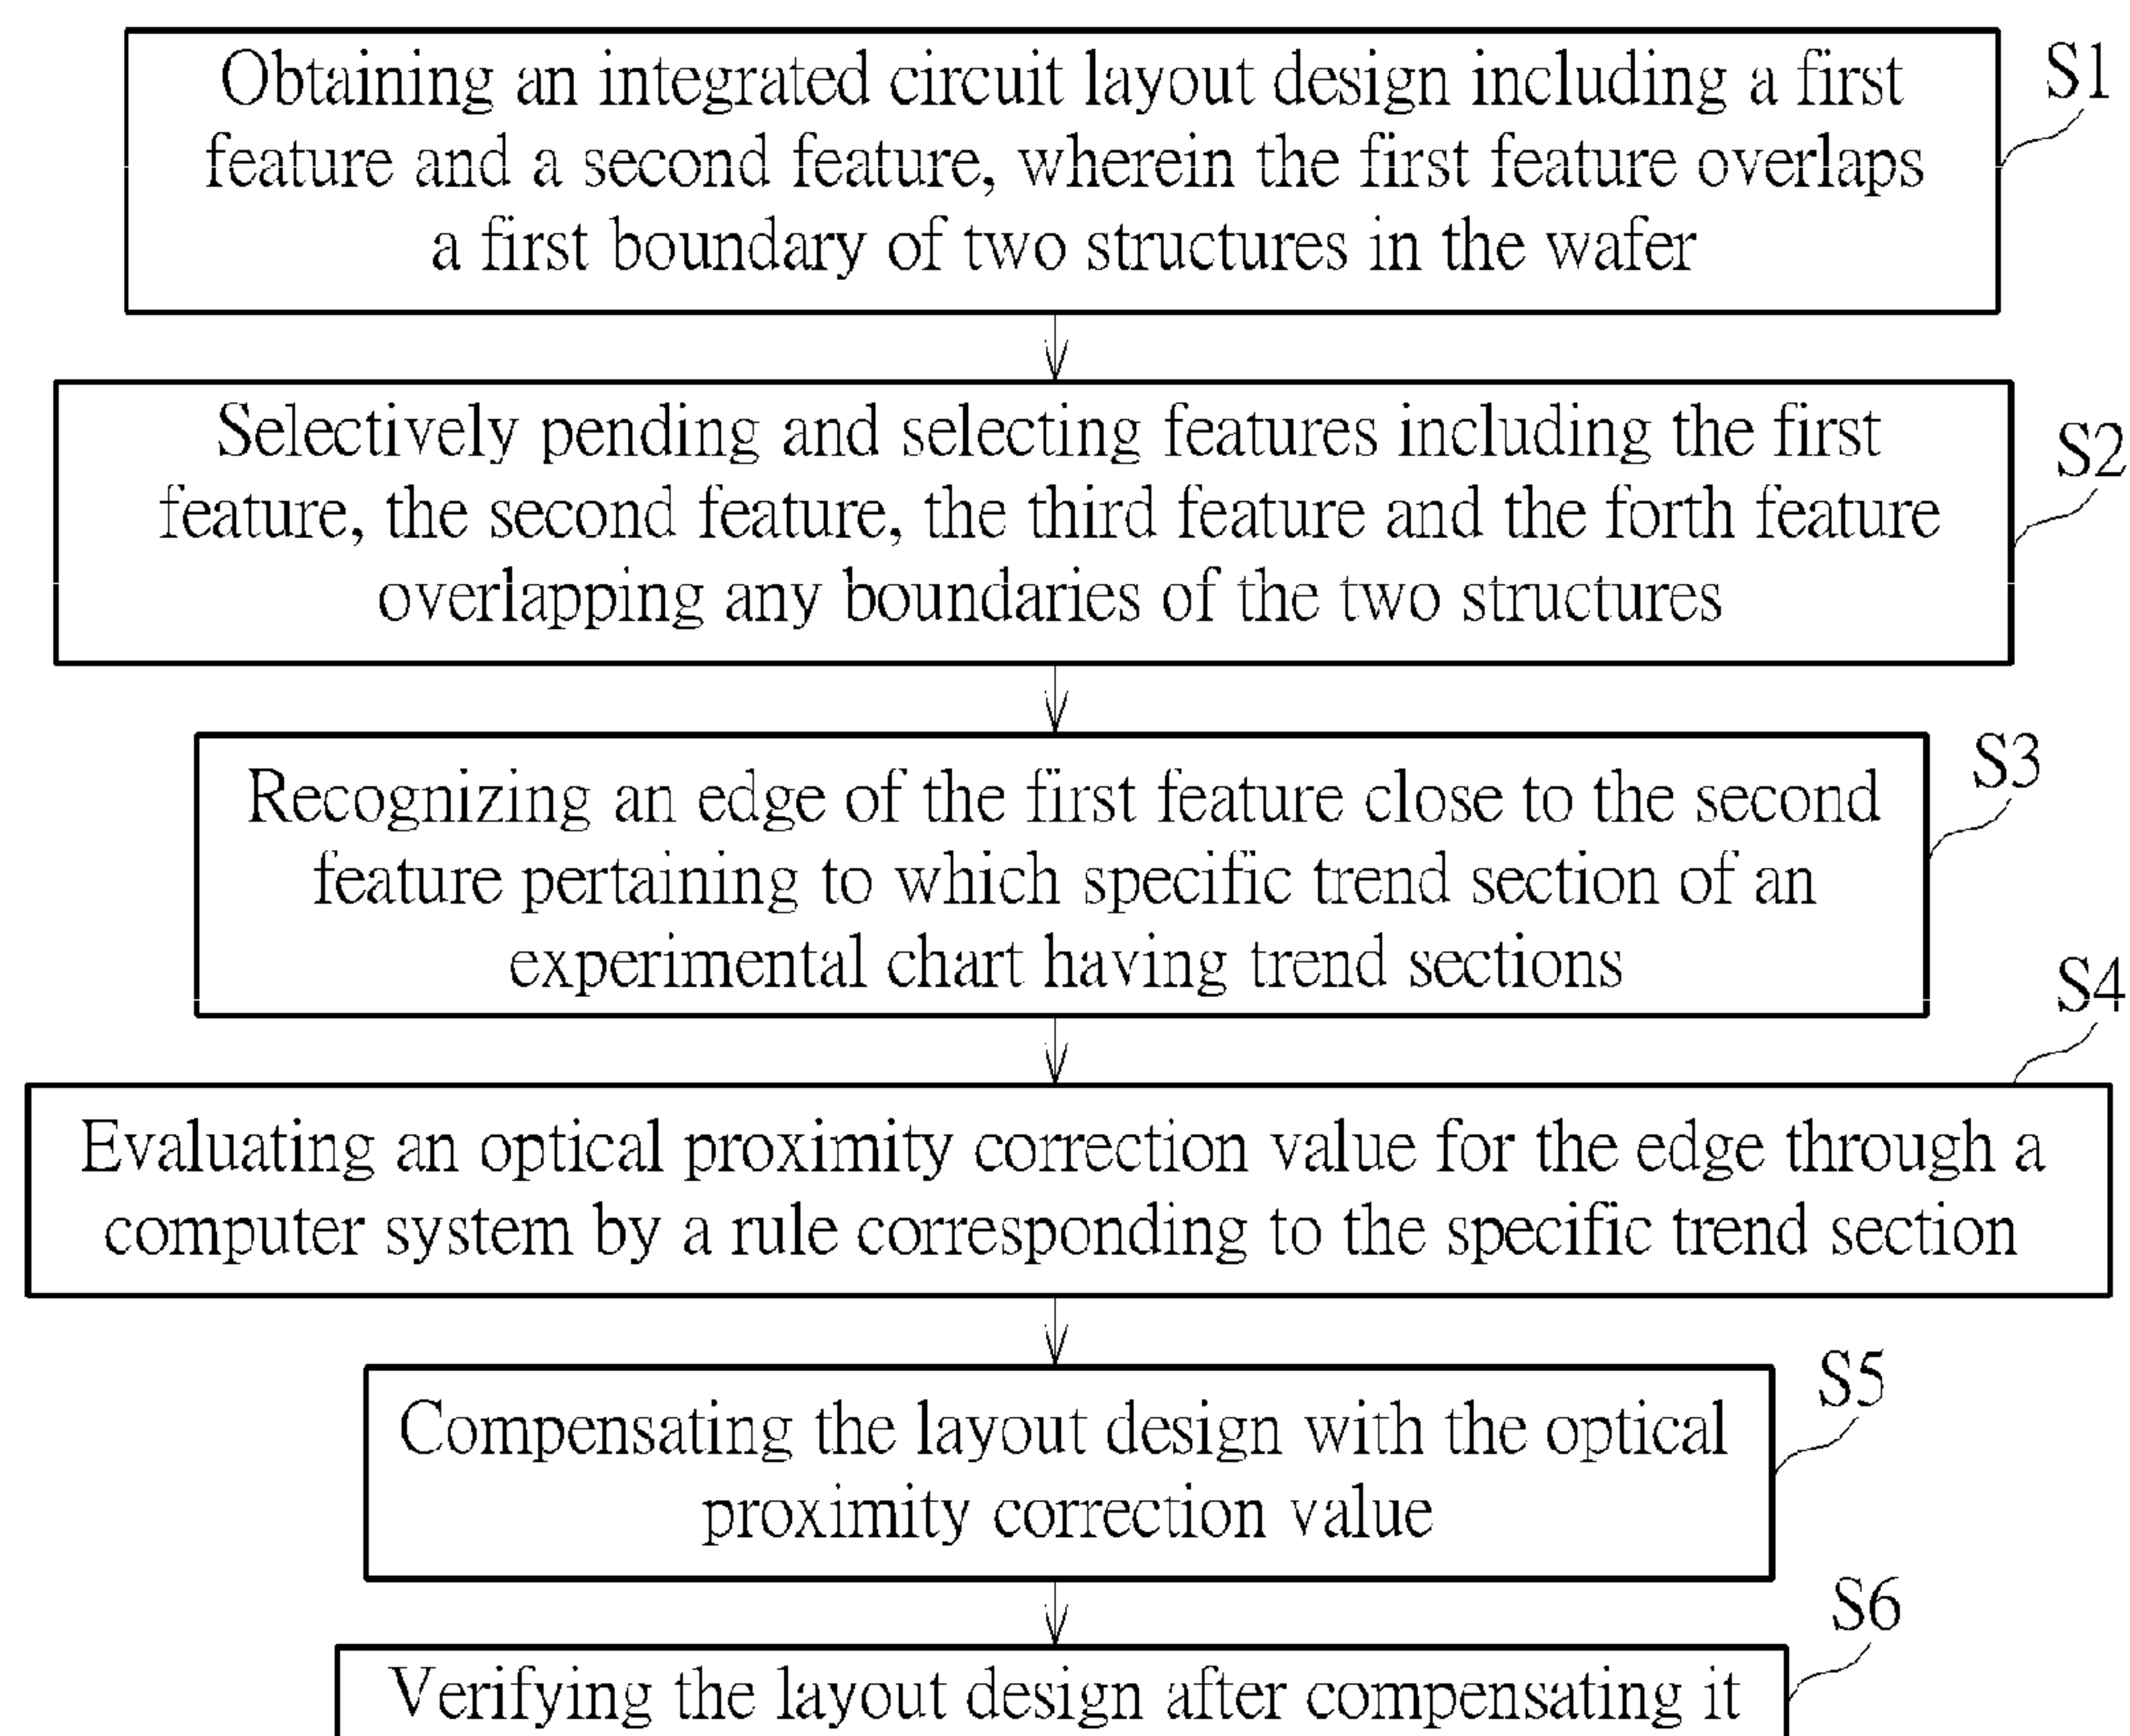 Obtaining an integrated circuit layout design including a first
feature and a second feature, wherein the first feature overlaps
a first boundary of two structures in the wafer
S1
Selectively pending and selecting features including the first
feature, the second feature, the third feature and the forth feature
overlapping any boundaries of the two structures
S2
Recognizing an edge of the first feature close to the second
feature pertaining to which specific trend section of an
experimental chart having trend sections
S3
Evaluating an optical proximity correction value for the edge through a
computer system by a rule corresponding to the specific trend section
S4
Compensating the layout design with the optical
proximity correction value
S5
Verifying the layout design after compensating it
S6